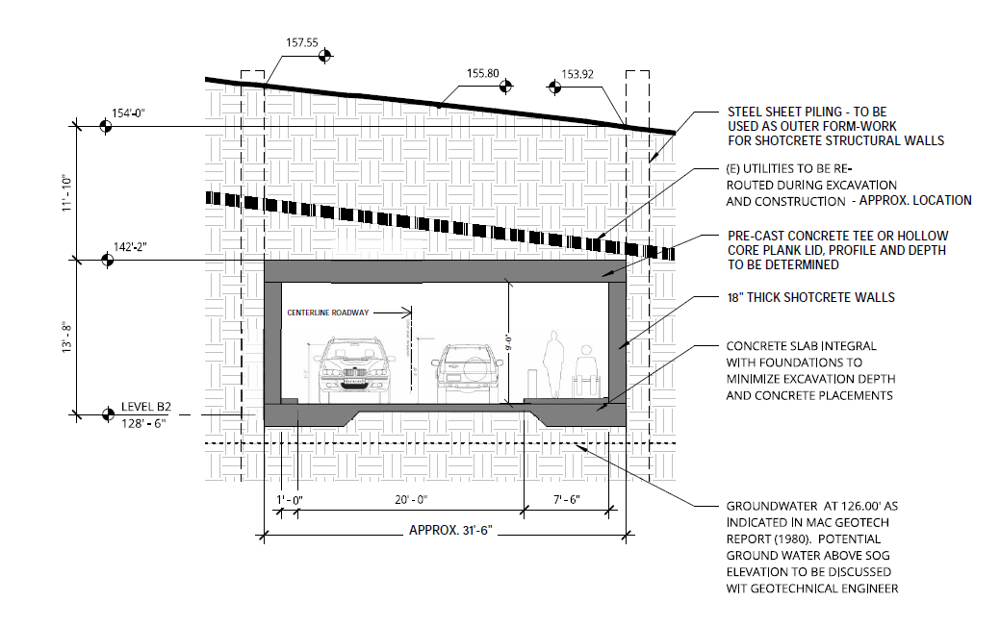 157.55
155.80
153.92
154'-0"
11' - 10"
142'-2"
13' - 8"
LEVEL B2
128' - 6"
CENTERLINE ROADWAY
9'-0"
1' - 0"
20' - 0"
7' - 6"
APPROX. 31'-6"
STEEL SHEET PILING - TO BE
USED AS OUTER FORM-WORK
FOR SHOTCRETE STRUCTURAL WALLS
(E) UTILITIES TO BE RE-
ROUTED DURING EXCAVATION
AND CONSTRUCTION - APPROX. LOCATION
PRE-CAST CONCRETE TEE OR HOLLOW
CORE PLANK LID, PROFILE AND DEPTH
TO BE DETERMINED
18" THICK SHOTCRETE WALLS
CONCRETE SLAB INTEGRAL
WITH FOUNDATIONS TO
MINIMIZE EXCAVATION DEPTH
AND CONCRETE PLACEMENTS
GROUNDWATER AT 126.00' AS
INDICATED IN MAC GEOTECH
REPORT (1980). POTENTIAL
GROUND WATER ABOVE SOG
ELEVATION TO BE DISCUSSED
WIT GEOTECHNICAL ENGINEER